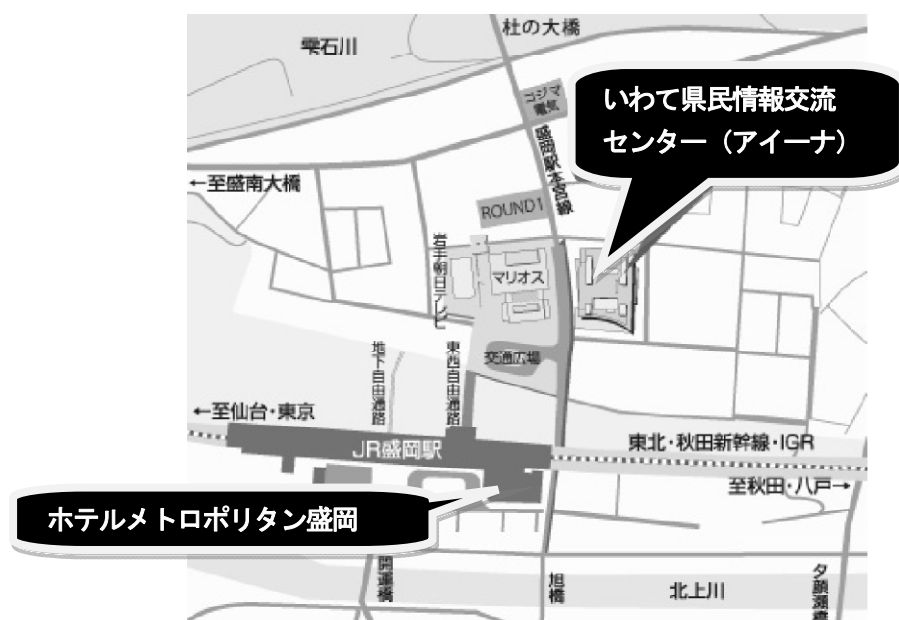 雫石川
杜の大橋
ゴジマ
電気
いわて県民情報交流
センター（アイーナ）
盛岡駅本宮線
←至盛南大橋
ROUND1
岩手朝日テレビ
マリオス
交通広場
地下自由通路
東西自由通路
←至仙台・東京
JR盛岡駅
東北・秋田新幹線・IGR
至秋田・八戸→
ホテルメトロポリタン盛岡
開運橋
旭橋
北上川
夕顔瀬橋